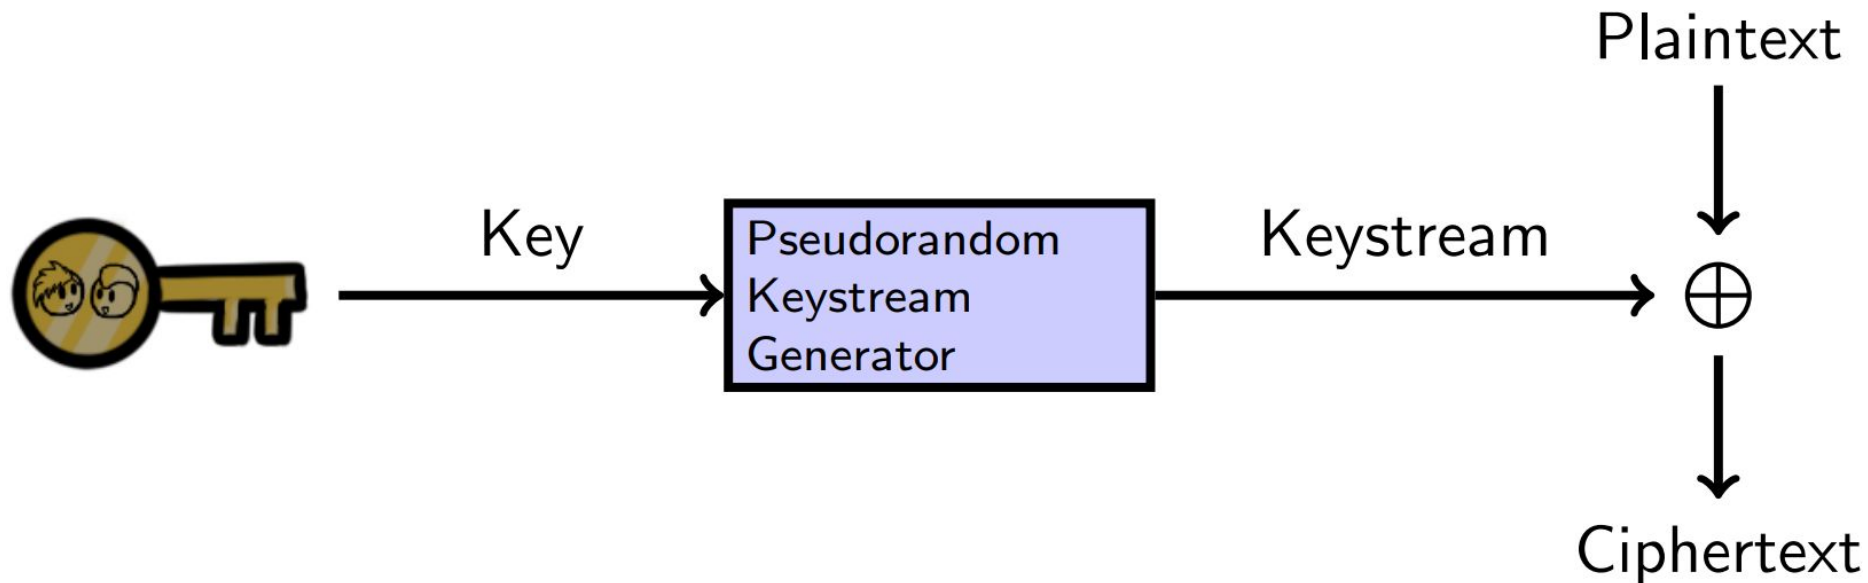 Plaintext
Key
Pseudorandom
Keystream
Generator
Keystream
Ciphertext